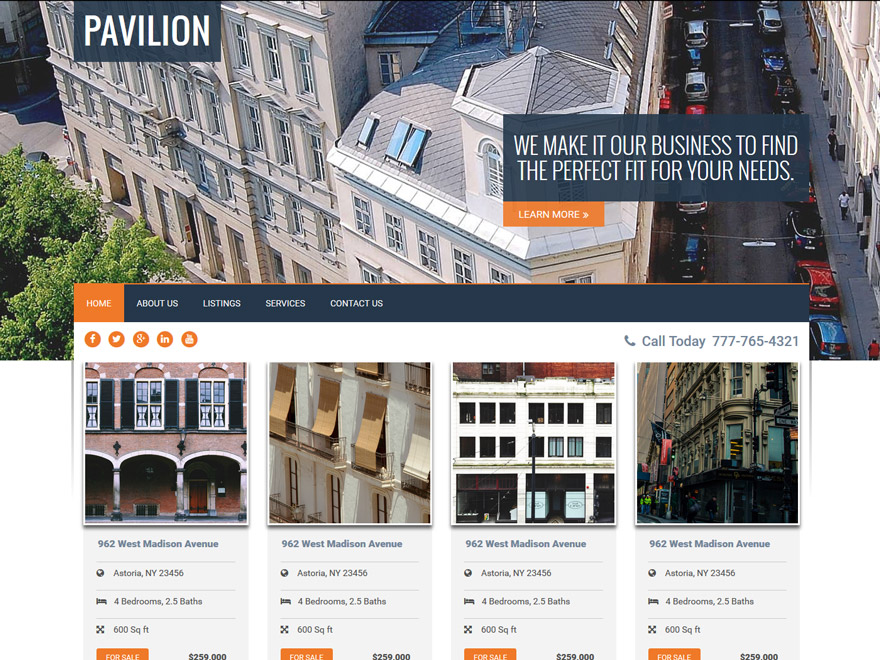 PAVILION
WE MAKE IT OUR BUSINESS TO FIND
THE PERFECT FIT FOR YOUR NEEDS.
LEARN MORE »
HOME ABOUT US LISTINGS SERVICES CONTACT US
Call Today 777-765-4321
962 West Madison Avenue
Astoria, NY 23456
4 Bedrooms, 2.5 Baths
600 Sq ft
FOR SALE $259,000
962 West Madison Avenue
Astoria, NY 23456
4 Bedrooms, 2.5 Baths
600 Sq ft
FOR SALE $259,000
962 West Madison Avenue
Astoria, NY 23456
4 Bedrooms, 2.5 Baths
600 Sq ft
FOR SALE $259,000
962 West Madison Avenue
Astoria, NY 23456
4 Bedrooms, 2.5 Baths
600 Sq ft
FOR SALE $259,000